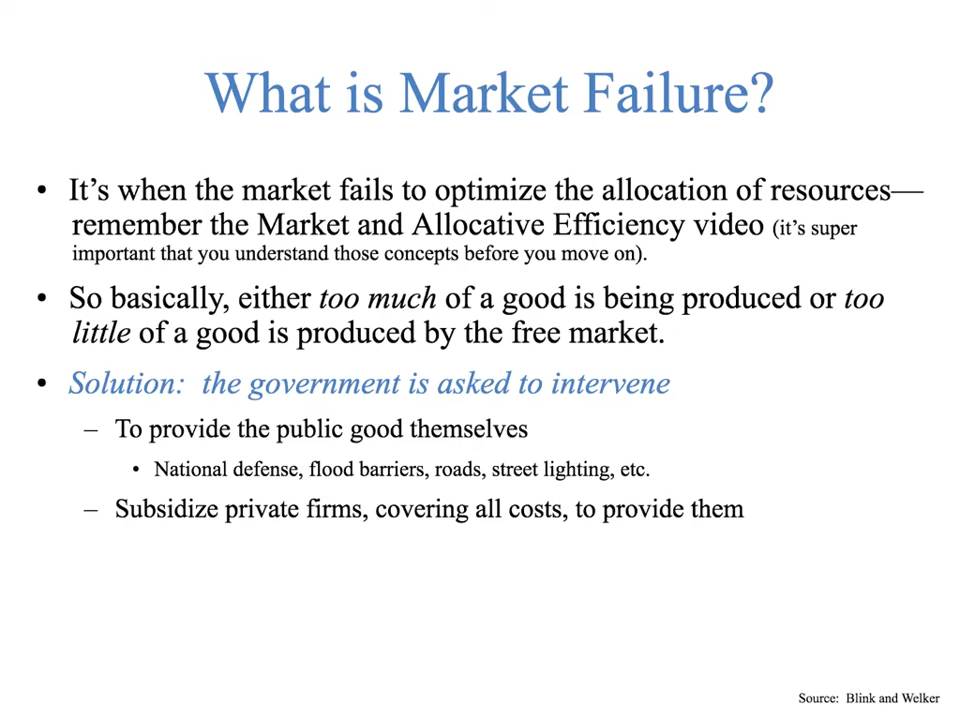 What is Market Failure?
• It's when the market fails to optimize the allocation of resources—
remember the Market and Allocative Efficiency video (it's super
important that you understand those concepts before you move on).
• So basically, either too much of a good is being produced or too
little of a good is produced by the free market.
• Solution:  the government is asked to intervene
– To provide the public good themselves
• National defense, flood barriers, roads, street lighting, etc.
– Subsidize private firms, covering all costs, to provide them
Source:  Blink and Welker